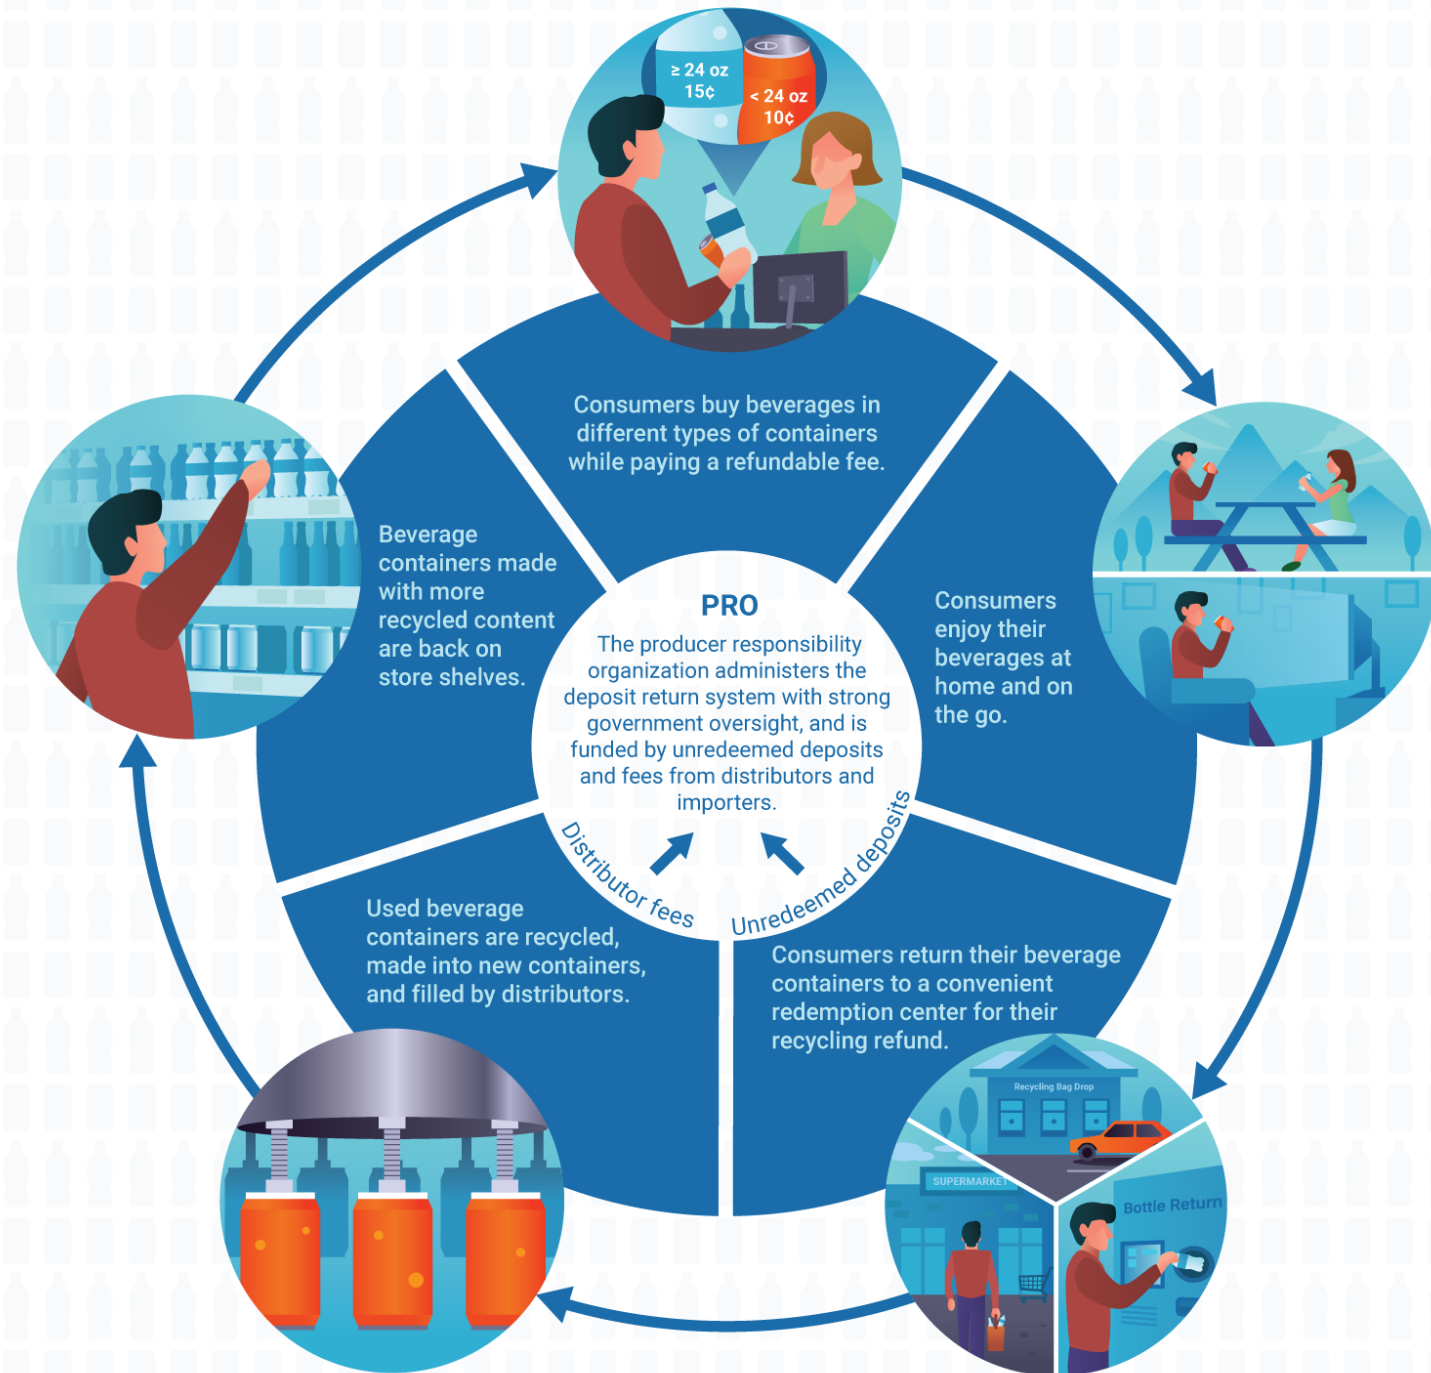 ≥ 24 oz
15¢
< 24 oz
10¢
Consumers buy beverages in
different types of containers
while paying a refundable fee.
Consumers
enjoy their
beverages at
home and on
the go.
Consumers return their beverage
containers to a convenient
redemption center for their
recycling refund.
Recycling Bag Drop
SUPERMARKET
Bottle Return
Used beverage
containers are recycled,
made into new containers,
and filled by distributors.
Beverage
containers made
with more
recycled content
are back on
store shelves.
PRO
The producer responsibility
organization administers the
deposit return system with strong
government oversight, and is
funded by unredeemed deposits
and fees from distributors and
importers.
Distributor fees
Unredeemed deposits